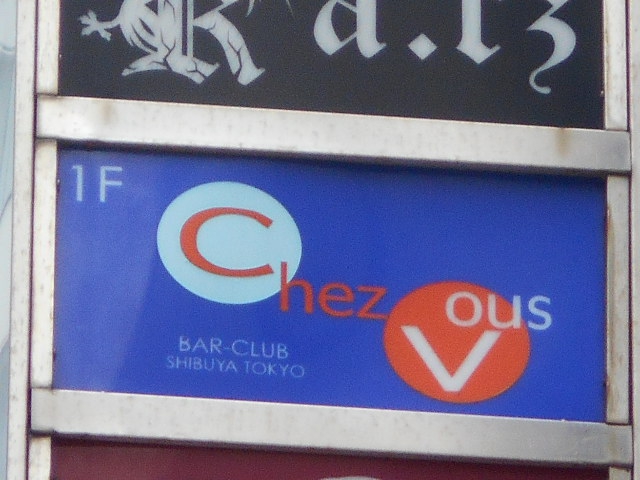 1F
Chez Vous
BAR-CLUB
SHIBUYA TOKYO